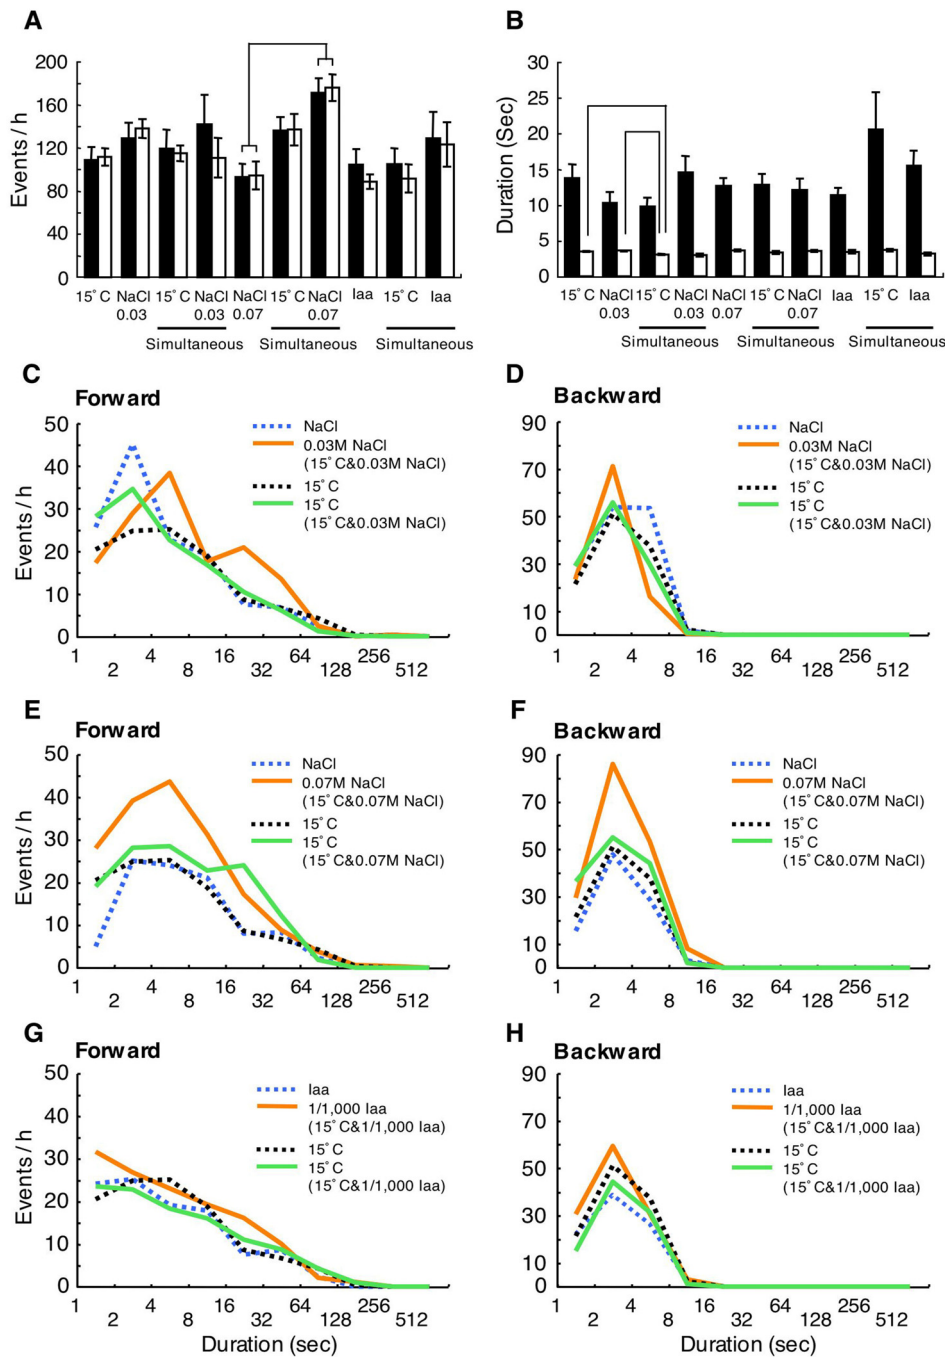 A
B
Events / h
200
160
120
80
40
0
15°C NaCl 15°C NaCl NaCl 15°C NaCl Iaa 15°C Iaa
0.03 0.03 0.07 0.07
Simultaneous Simultaneous Simultaneous
Duration (Sec)
30
25
20
15
10
5
0
15°C NaCl 15°C NaCl NaCl 15°C NaCl Iaa 15°C Iaa
0.03 0.03 0.07 0.07
Simultaneous Simultaneous Simultaneous
C
Forward
Events / h
50
40
30
20
10
0
NaCl
0.03M NaCl
(15°C&0.03M NaCl)
15°C
15°C
(15°C&0.03M NaCl)
1 2 4 8 16 32 64 128 256 512
D
Backward
90
70
50
30
10
0
NaCl
0.03M NaCl
(15°C&0.03M NaCl)
15°C
15°C
(15°C&0.03M NaCl)
1 2 4 8 16 32 64 128 256 512
E
Forward
Events / h
50
40
30
20
10
0
NaCl
0.07M NaCl
(15°C&0.07M NaCl)
15°C
15°C
(15°C&0.07M NaCl)
1 2 4 8 16 32 64 128 256 512
F
Backward
90
70
50
30
10
0
NaCl
0.07M NaCl
(15°C&0.07M NaCl)
15°C
15°C
(15°C&0.07M NaCl)
1 2 4 8 16 32 64 128 256 512
G
Forward
Events / h
50
40
30
20
10
0
Iaa
1/1,000 Iaa
(15°C&1/1,000 Iaa)
15°C
15°C
(15°C&1/1,000 Iaa)
1 2 4 8 16 32 64 128 256 512
Duration (sec)
H
Backward
90
70
50
30
10
0
Iaa
1/1,000 Iaa
(15°C&1/1,000 Iaa)
15°C
15°C
(15°C&1/1,000 Iaa)
1 2 4 8 16 32 64 128 256 512
Duration (sec)